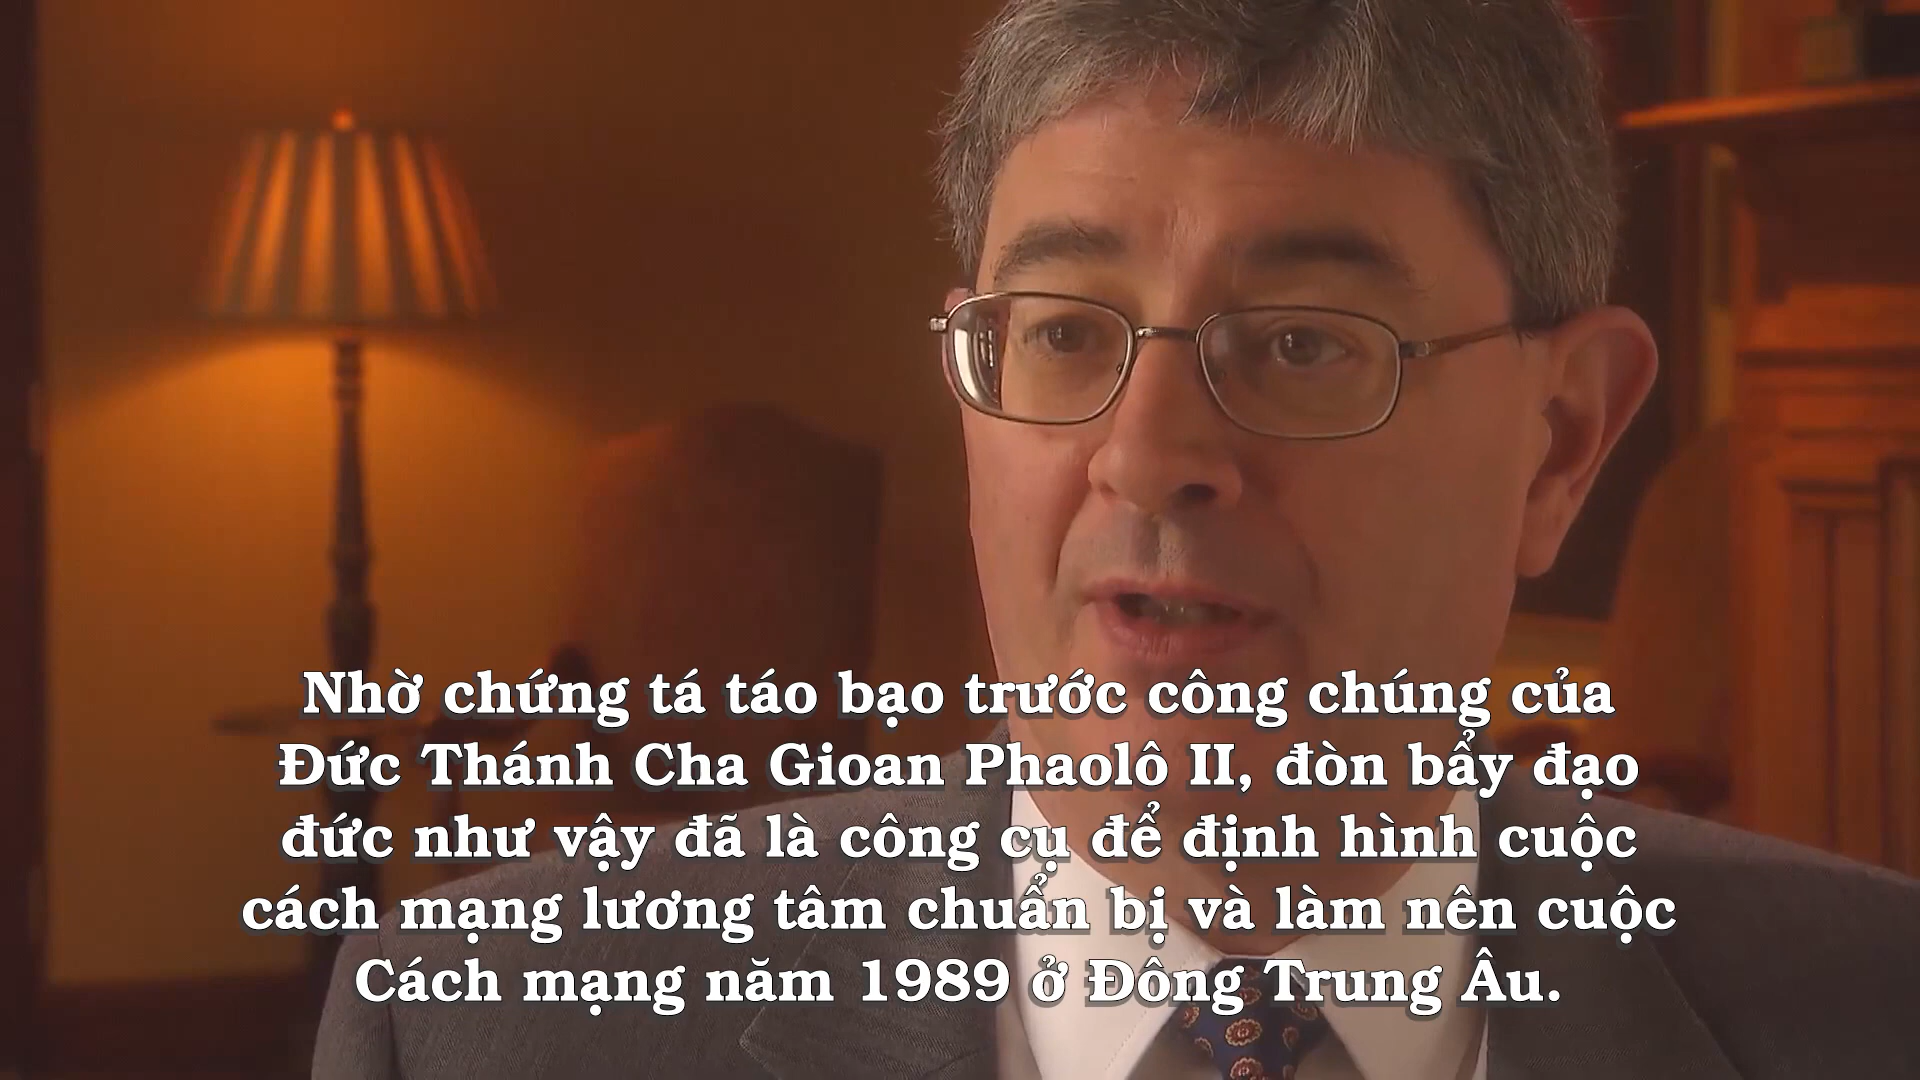 Nhờ chứng tá táo bạo trước công chúng của
Đức Thánh Cha Gioan Phaolô II, đòn bẩy đạo
đức như vậy đã là công cụ để định hình cuộc
cách mạng lương tâm chuẩn bị và làm nên cuộc
Cách mạng năm 1989 ở Đông Trung Âu.